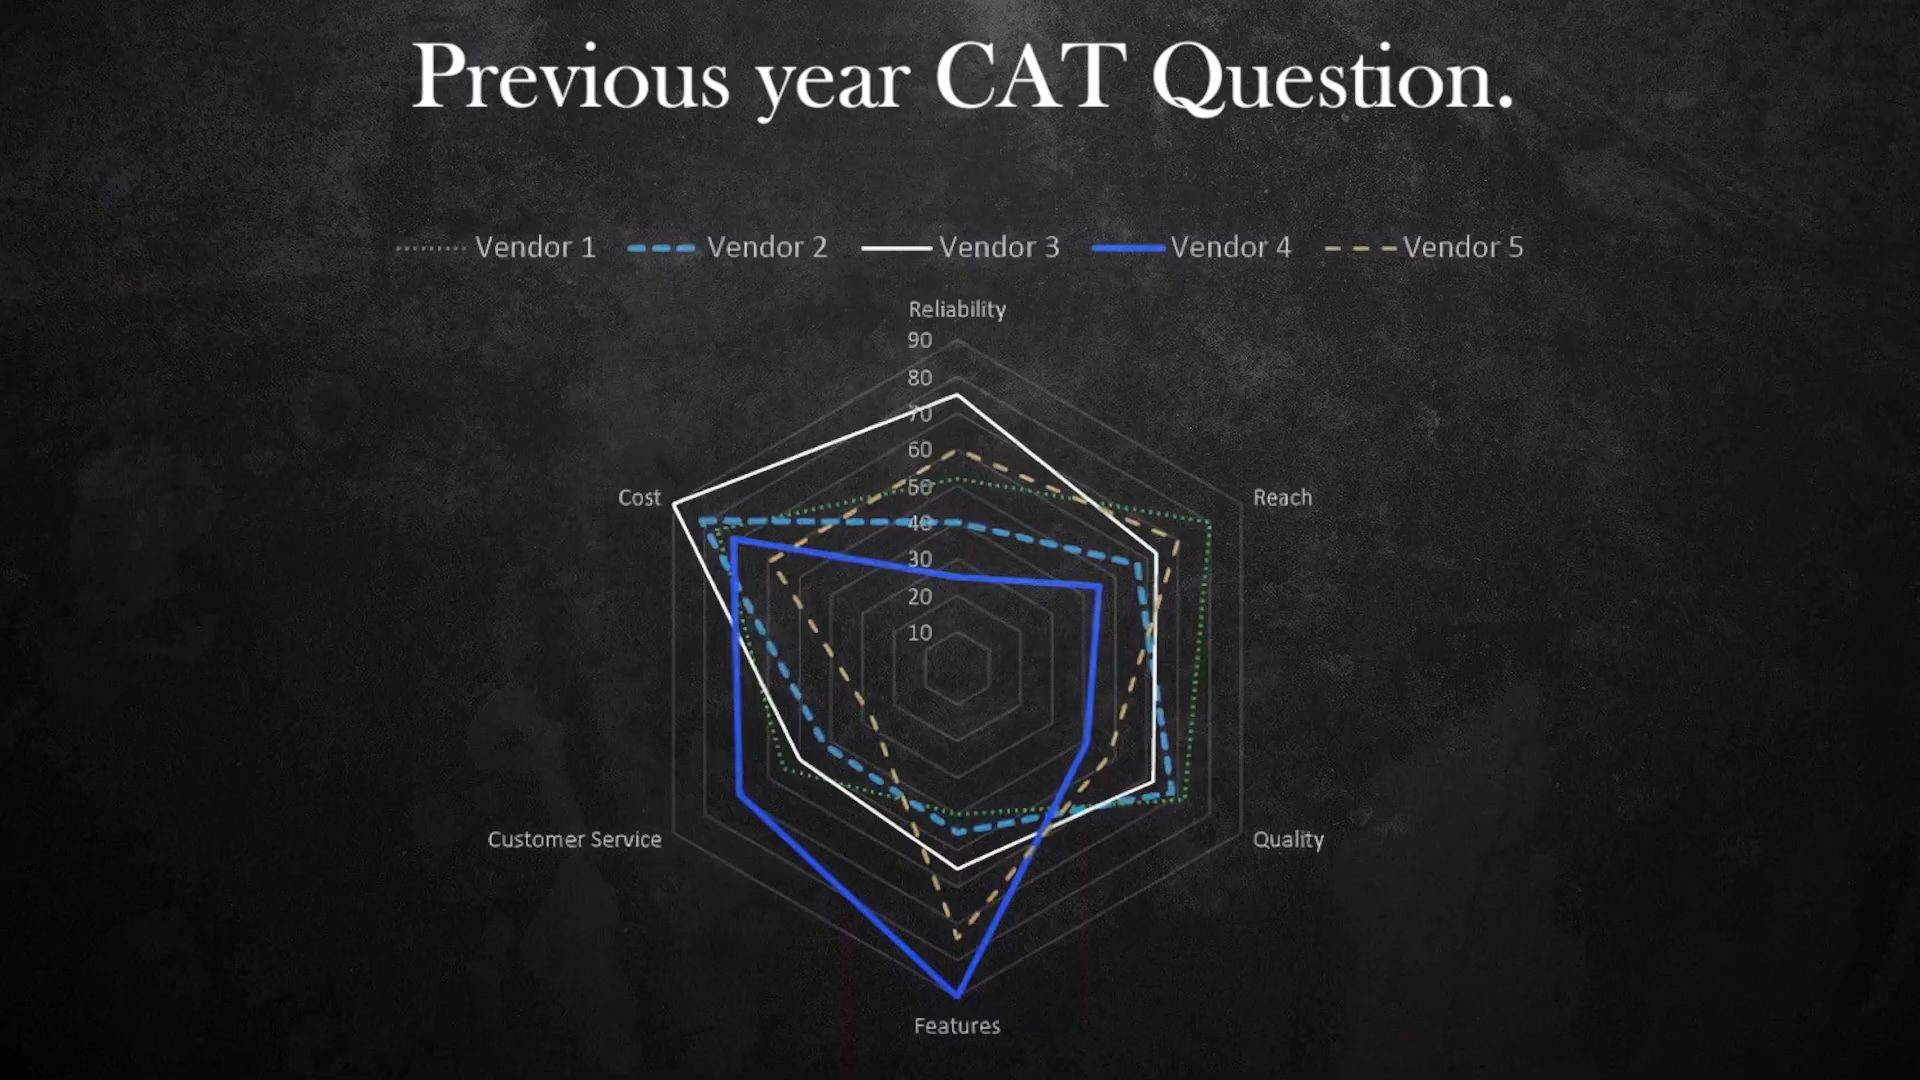 Previous year CAT Question.
Vendor 1 Vendor 2 Vendor 3 Vendor 4 Vendor 5
Reliability
90
80
70
60
50
40
30
20
10
Cost Reach
Customer Service Quality
Features